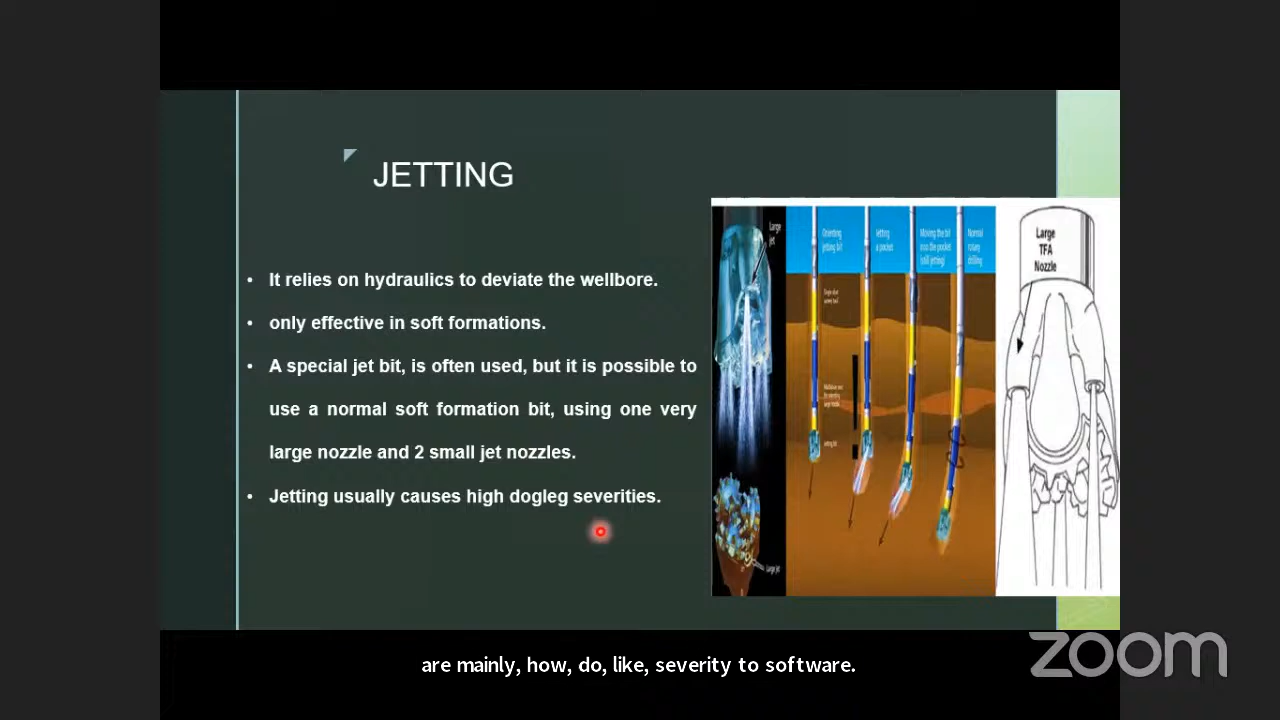 JETTING
• It relies on hydraulics to deviate the wellbore.
• only effective in soft formations.
• A special jet bit, is often used, but it is possible to
use a normal soft formation bit, using one very
large nozzle and 2 small jet nozzles.
• Jetting usually causes high dogleg severities.
Large
jet
Orienting
jetting bit
Jetting
a pocket
Moving the bit
into the pocket
(still jetting)
Normal
rotary
drilling
Large
TFA
Nozzle
Jetting bit
Large jet
are mainly, how, do, like, severity to software.
zoom